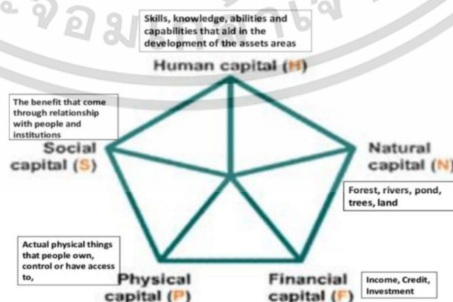 Skills, knowledge, abilities and
capabilities that aid in the
development of the assets areas
Human capital (H)
The benefit that come
through relationship
with people and
institutions
Social
capital (S)
Natural
capital (N)
Forest, rivers, pond,
trees, land
Actual physical things
that people own,
control or have access
to,
Physical
capital (P)
Financial
capital (F)
Income, Credit,
Investment